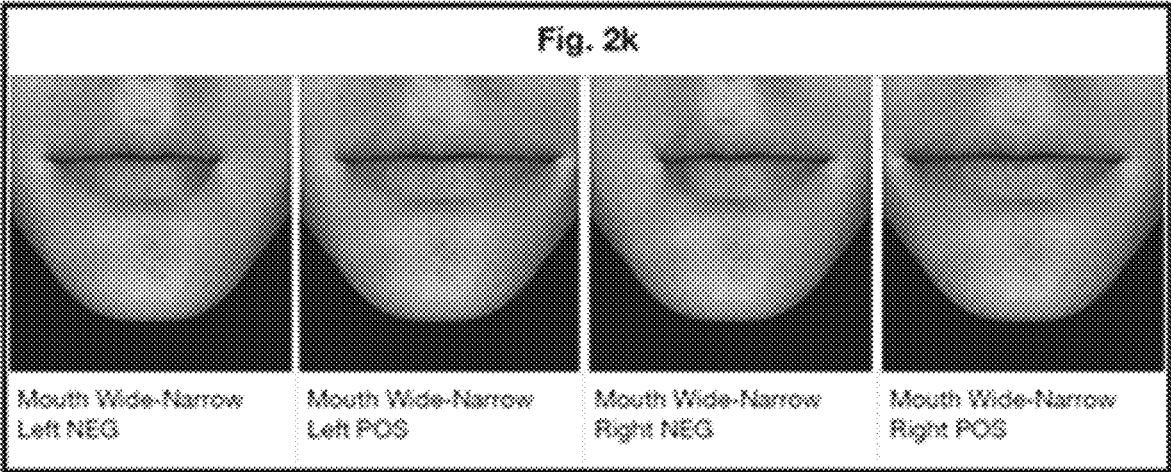 Fig. 2k
Mouth Wide-Narrow
Left NEG
Mouth Wide-Narrow
Left POS
Mouth Wide-Narrow
Right NEG
Mouth Wide-Narrow
Right POS